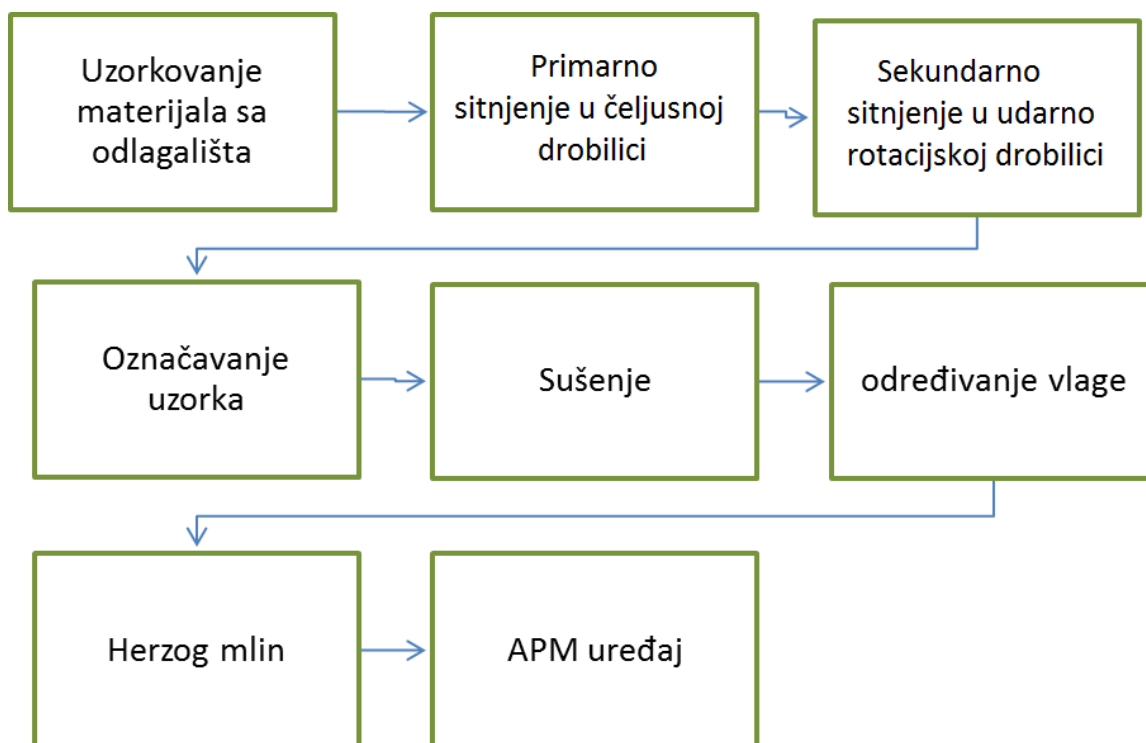 Uzorkovanje
materijala sa
odlagališta
Primarno
sitnjenje u čeljusnoj
drobilici
Sekundarno
sitnjenje u udarno
rotacijskoj drobilici
Označavanje
uzorka
Sušenje
određivanje vlage
Herzog mlin
APM uređaj